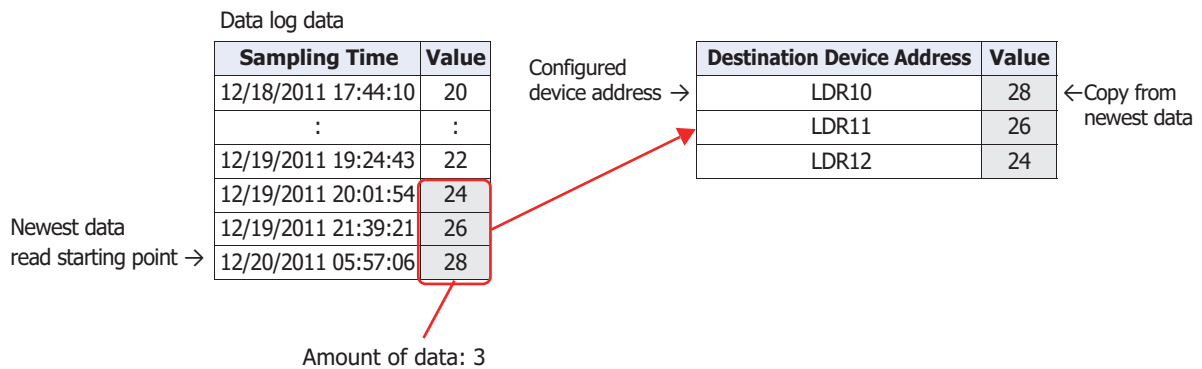 Data log data
Sampling Time Value
12/18/2011 17:44:10 20
: :
12/19/2011 19:24:43 22
12/19/2011 20:01:54 24
12/19/2011 21:39:21 26
12/20/2011 05:57:06 28
Newest data
read starting point →
Amount of data: 3
Configured
device address →
Destination Device Address Value
LDR10 28
LDR11 26
LDR12 24
←Copy from
newest data